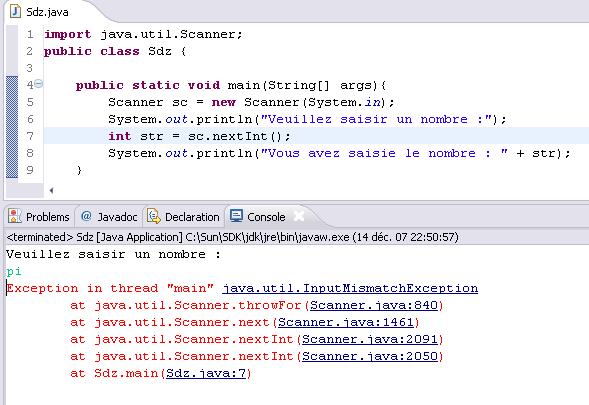 Sdz.java
1 import java.util.Scanner;
2 public class Sdz {
3
4 public static void main(String[] args){
5 Scanner sc = new Scanner(System.in);
6 System.out.println("Veuillez saisir un nombre :");
7 int str = sc.nextInt();
8 System.out.println("Vous avez saisie le nombre : " + str);
9 }
Problems Javadoc Declaration Console
<terminated> Sdz [Java Application] C:\Sun\SDK\jdk\jre\bin\javaw.exe (14 déc. 07 22:50:57)
Veuillez saisir un nombre :
pi
Exception in thread "main" java.util.InputMismatchException
at java.util.Scanner.throwFor(Scanner.java:840)
at java.util.Scanner.next(Scanner.java:1461)
at java.util.Scanner.nextInt(Scanner.java:2091)
at java.util.Scanner.nextInt(Scanner.java:2050)
at Sdz.main(Sdz.java:7)